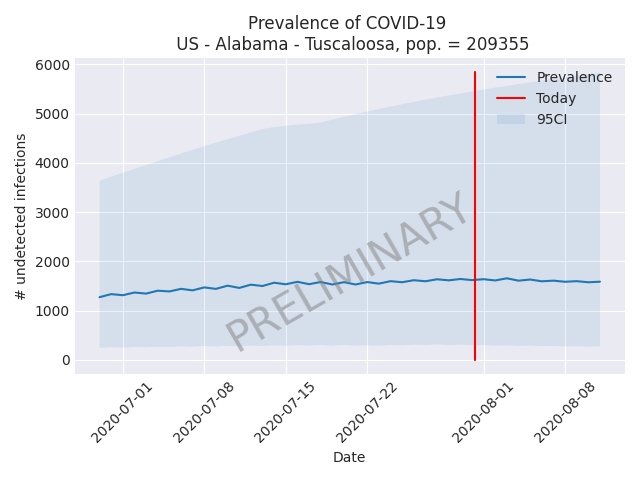 Prevalence of COVID-19
US - Alabama - Tuscaloosa, pop. = 209355
6000
5000
4000
3000
2000
1000
0
# undetected infections
Prevalence
Today
95CI
PRELIMINARY
2020-07-01
2020-07-08
2020-07-15
2020-07-22
2020-08-01
2020-08-08
Date